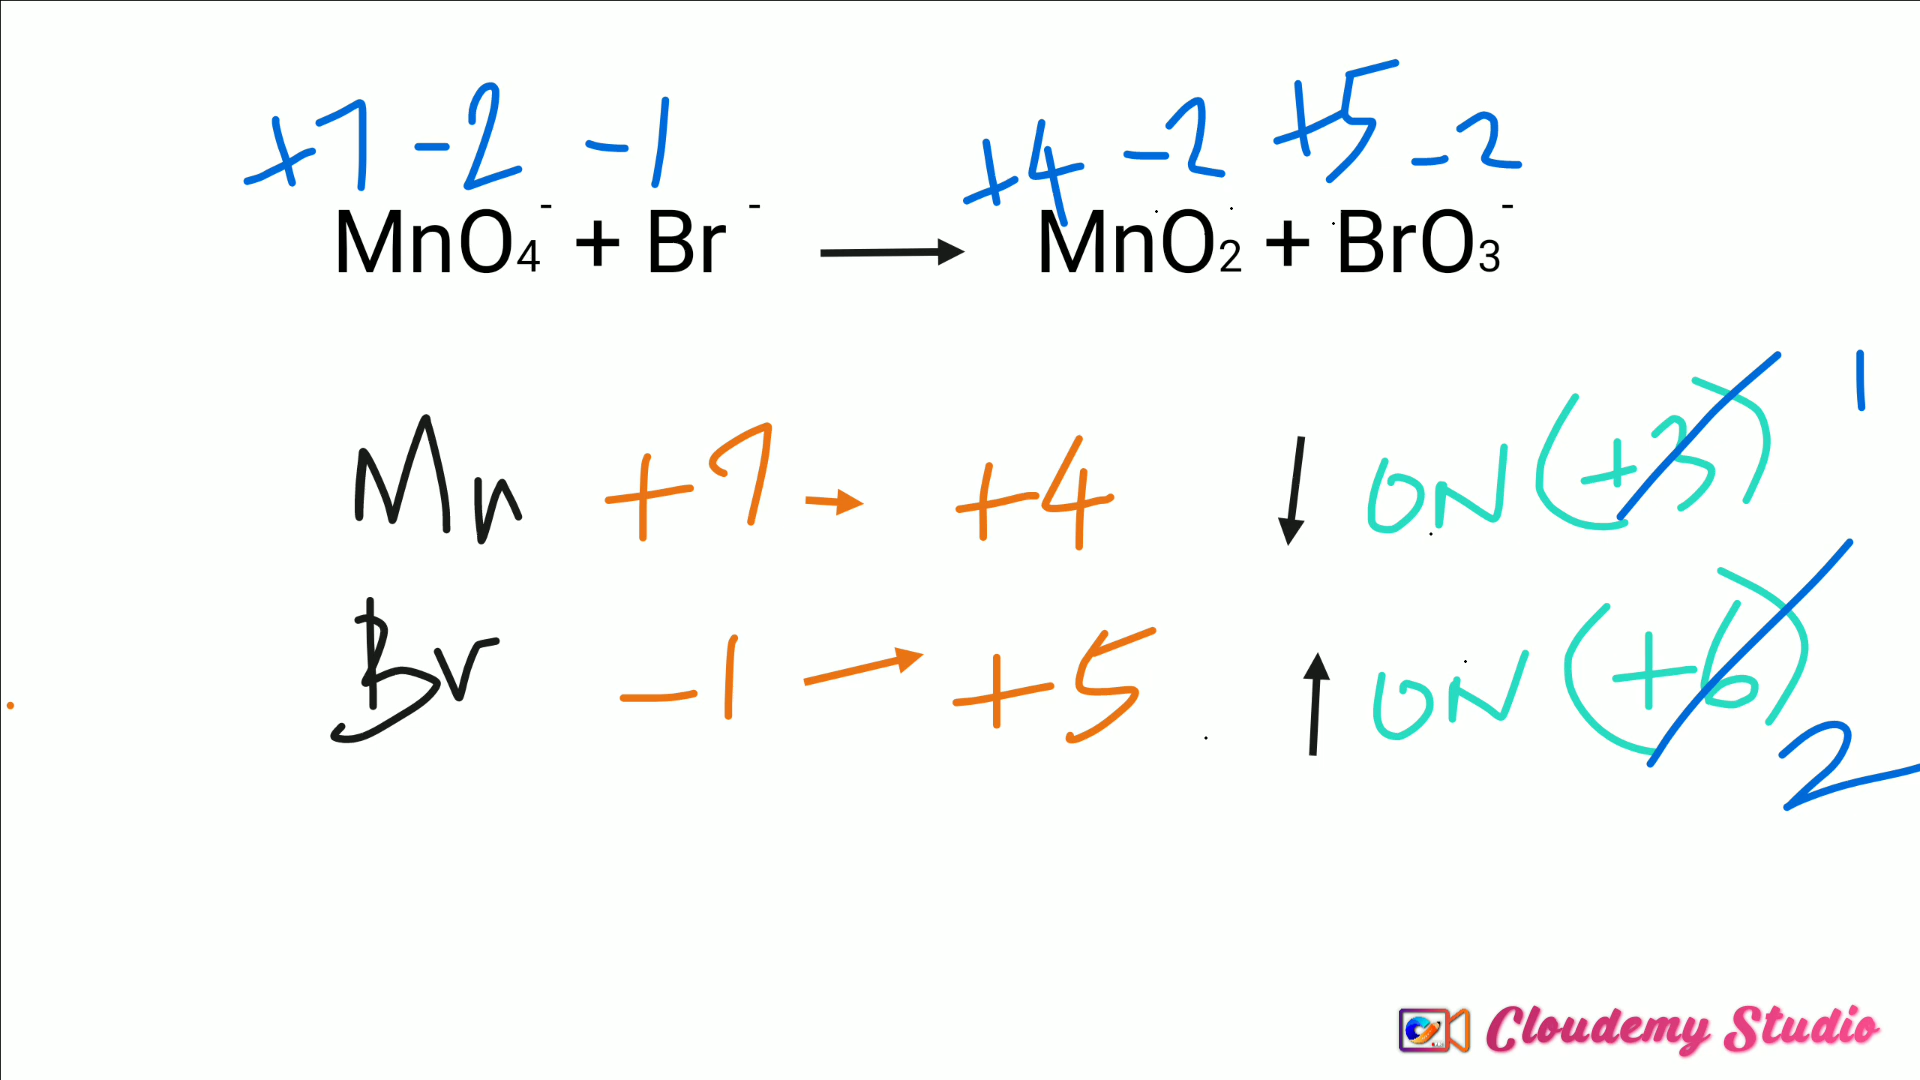 +7 -2 -1 +4 -2 +5 -2
MnO₄⁻ + Br⁻ → MnO₂ + BrO₃⁻
Mn +7 → +4 ↓ ON (+3) 1
Br -1 → +5 ↑ ON (+6) 2
Cloudemy Studio